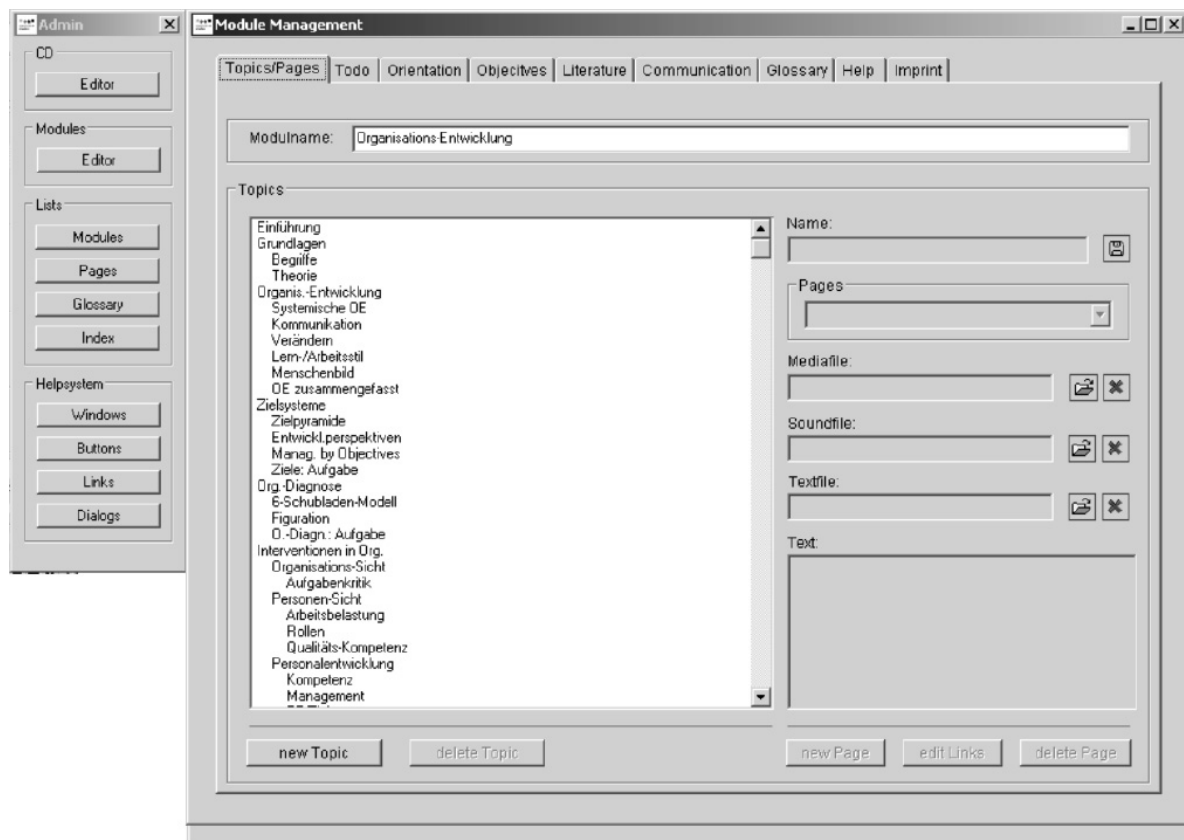 Admin
CD
Editor
Modules
Editor
Lists
Modules
Pages
Glossary
Index
Helpsystem
Windows
Buttons
Links
Dialogs
Module Management
Topics/Pages Todo Orientation Objecitves Literature Communication Glossary Help Imprint
Modulname: Organisations-Entwicklung
Topics
Einführung
Grundlagen
Begriffe
Theorie
Organis.-Entwicklung
Systemische OE
Kommunikation
Verändern
Lern-/Arbeitsstil
Menschenbild
OE zusammengefasst
Zielsysteme
Zielpyramide
Entwickl.perspektiven
Manag. by Objectives
Ziele: Aufgabe
Org.-Diagnose
6-Schubladen-Modell
Figuration
O.-Diagn.: Aufgabe
Interventionen in Org.
Organisations-Sicht
Aufgabenkritik
Personen-Sicht
Arbeitsbelastung
Rollen
Qualitäts-Kompetenz
Personalentwicklung
Kompetenz
Management
new Topic delete Topic
Name:
Pages
Mediafile:
Soundfile:
Textfile:
Text:
new Page edit Links delete Page